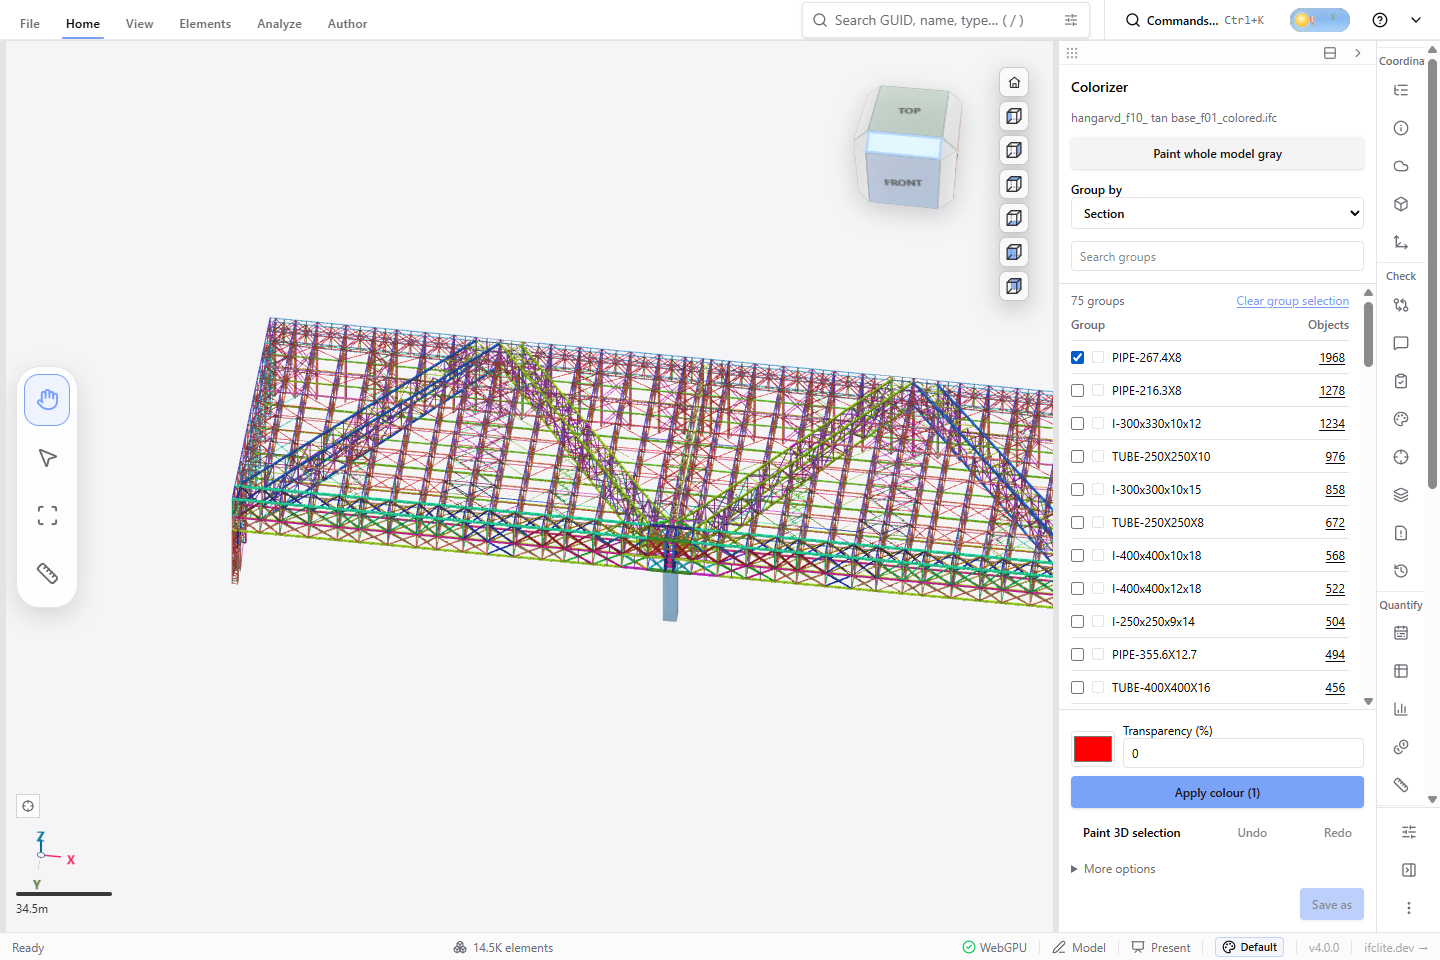 File Home View Elements Analyze Author
Search GUID, name, type... ( / )
Commands... Ctrl+K
TOP
FRONT
Z
X
Y
34.5m
Colorizer
hangarvd_f10_ tan base_f01_colored.ifc
Paint whole model gray
Group by
Section
Search groups
75 groups Clear group selection
Group Objects
PIPE-267.4X8 1968
PIPE-216.3X8 1278
I-300x330x10x12 1234
TUBE-250X250X10 976
I-300x300x10x15 858
TUBE-250X250X8 672
I-400x400x10x18 568
I-400x400x12x18 522
I-250x250x9x14 504
PIPE-355.6X12.7 494
TUBE-400X400X16 456
Transparency (%)
0
Apply colour (1)
Paint 3D selection Undo Redo
More options
Save as
Coordina
Check
Quantify
Ready 14.5K elements WebGPU Model Present Default v4.0.0 ifclite.dev →